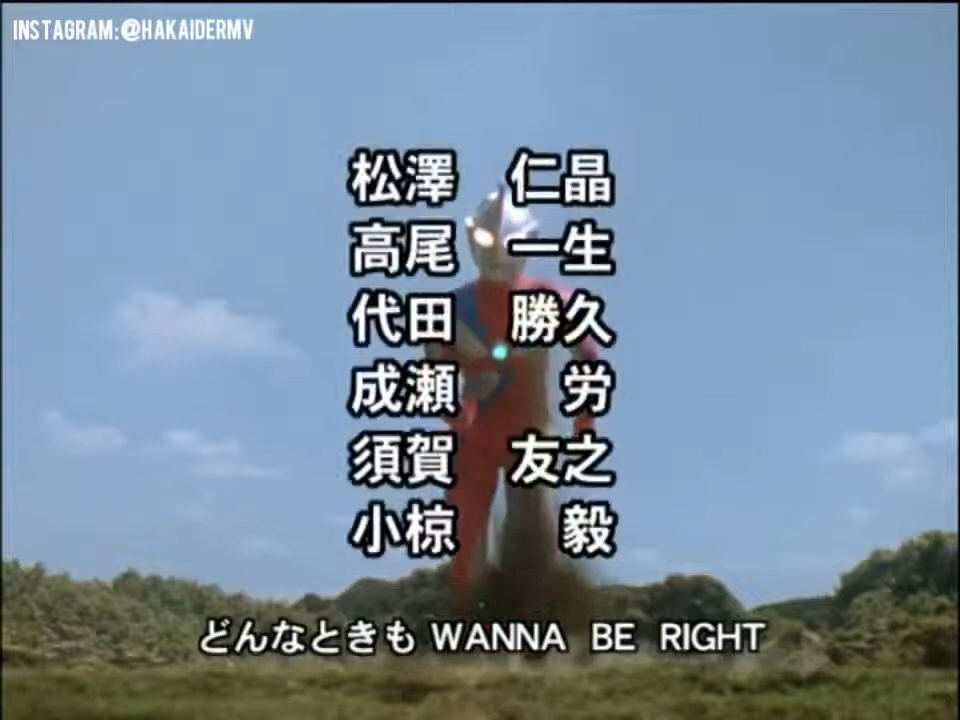 INSTAGRAM:@HAKAIDERMV
松澤 仁晶
高尾 一生
代田 勝久
成瀬 労
須賀 友之
小椋 毅
どんなときも WANNA BE RIGHT